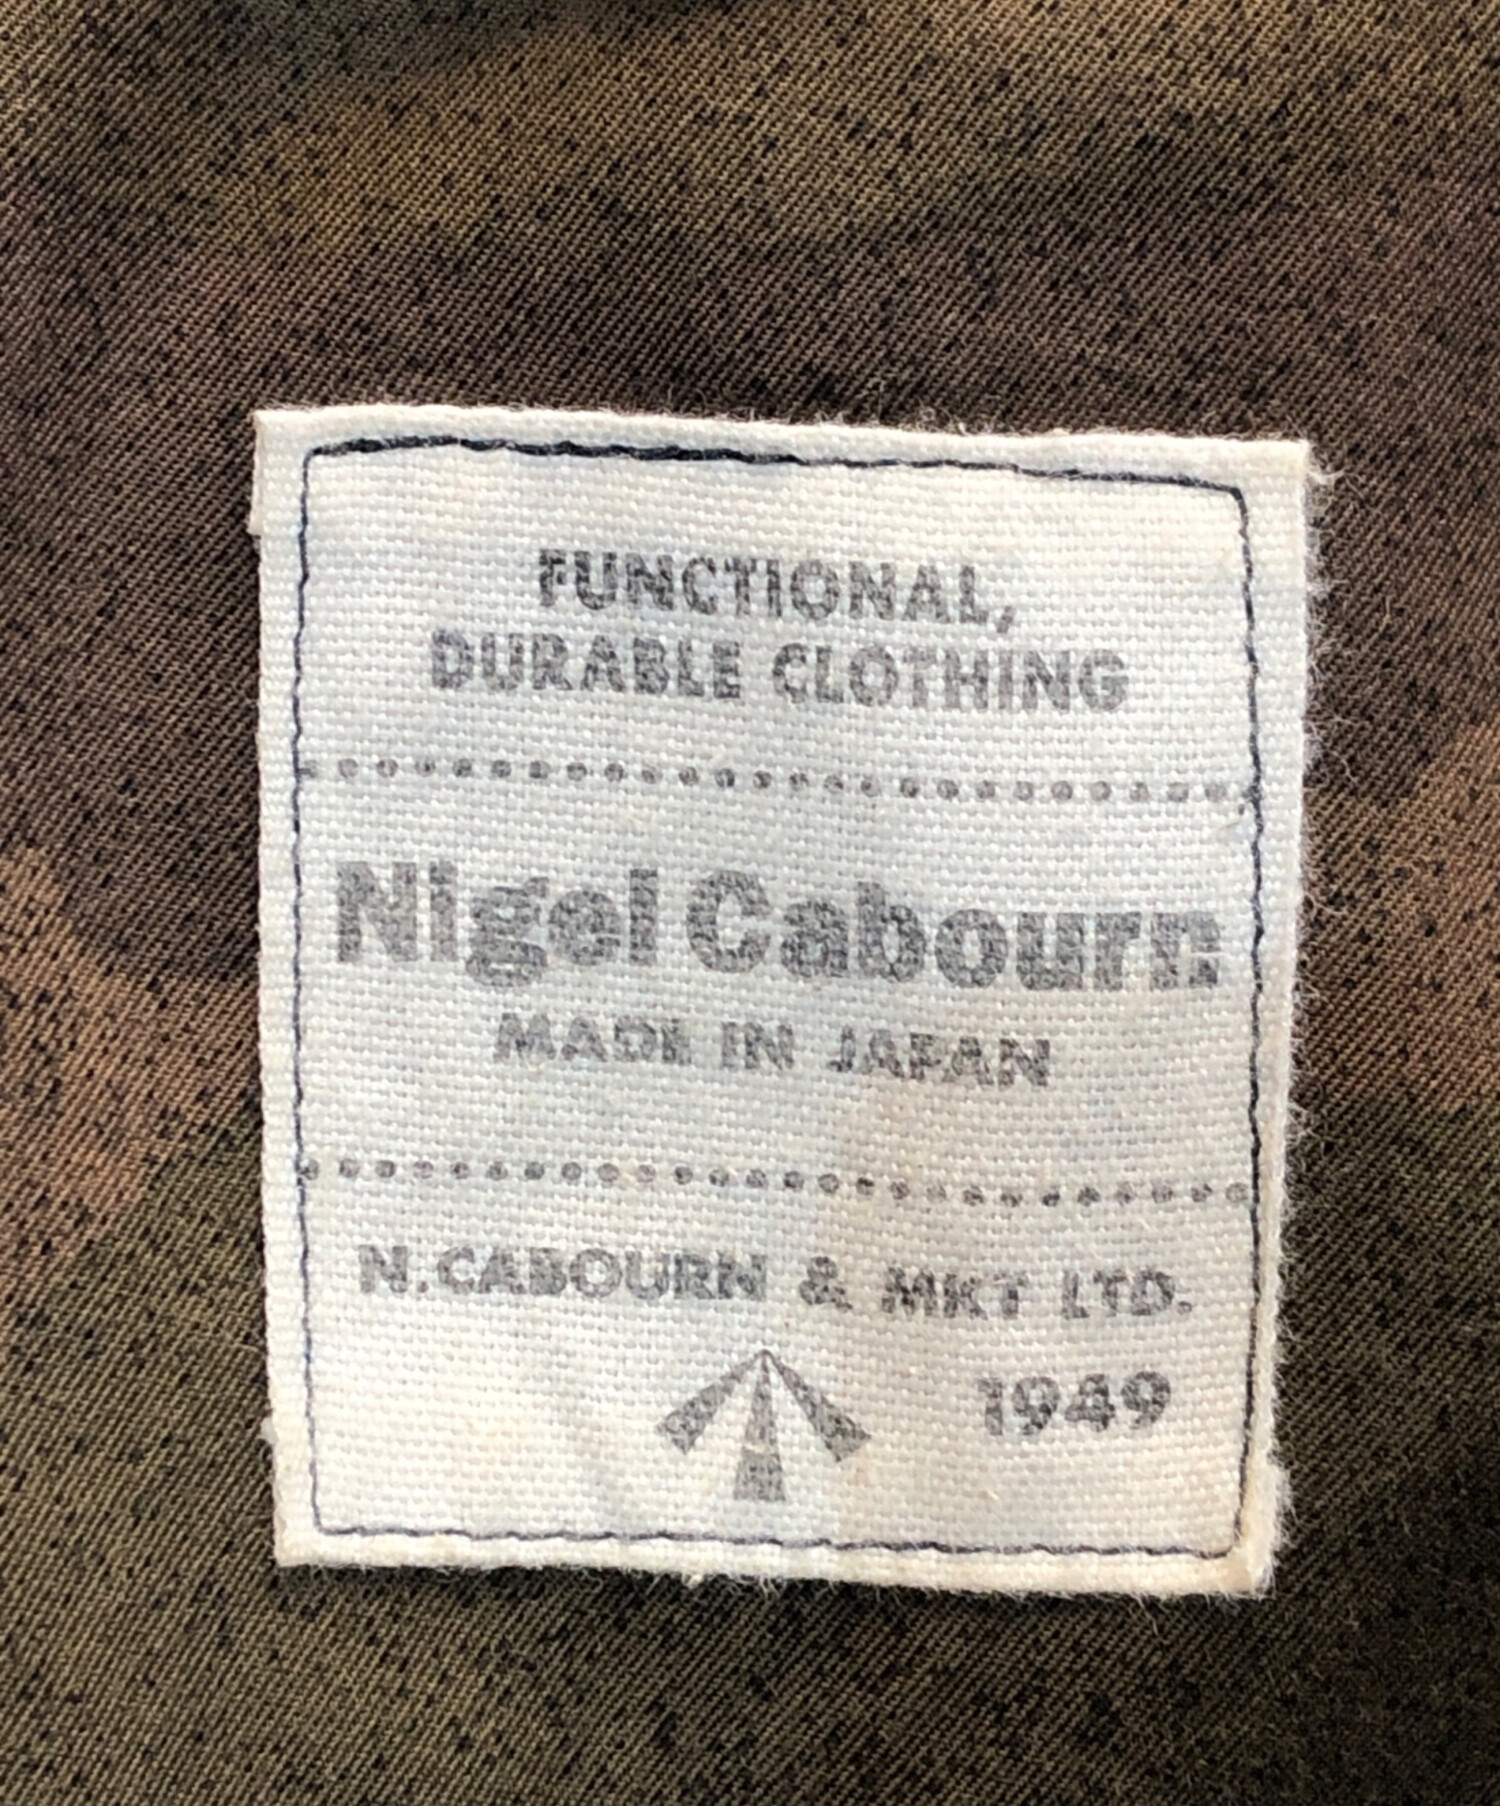 FUNCTIONAL,
DURABLE CLOTHING
Nigel Cabourn
MADE IN JAPAN
N.CABOURN & MKT LTD.
1949